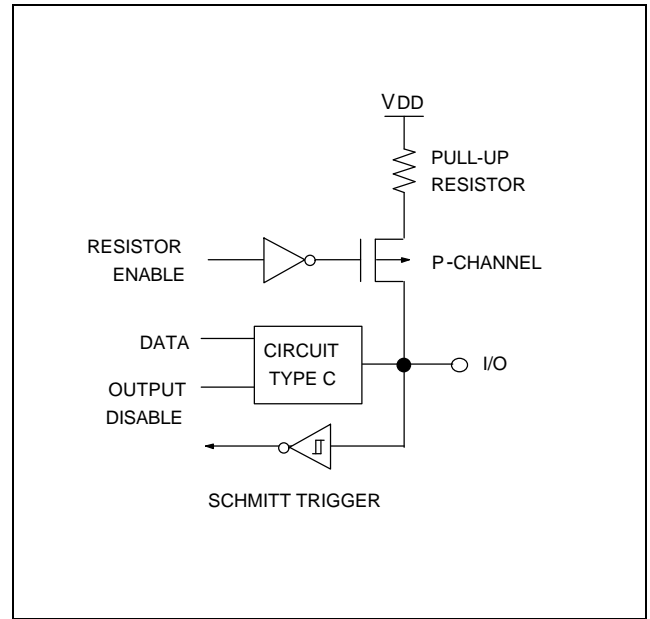 VDD
PULL-UP
RESISTOR
RESISTOR
ENABLE
P-CHANNEL
DATA
CIRCUIT
TYPE C
I/O
OUTPUT
DISABLE
SCHMITT TRIGGER